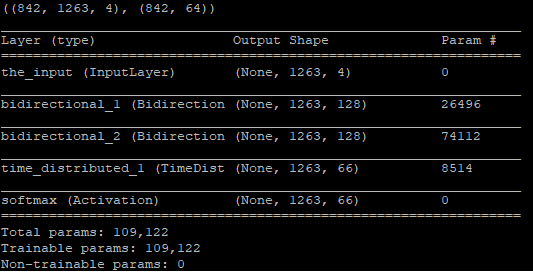 ((842, 1263, 4), (842, 64))
Layer (type) Output Shape Param #
the_input (InputLayer) (None, 1263, 4) 0
bidirectional_1 (Bidirection (None, 1263, 128) 26496
bidirectional_2 (Bidirection (None, 1263, 128) 74112
time_distributed_1 (TimeDist (None, 1263, 66) 8514
softmax (Activation) (None, 1263, 66) 0
Total params: 109,122
Trainable params: 109,122
Non-trainable params: 0